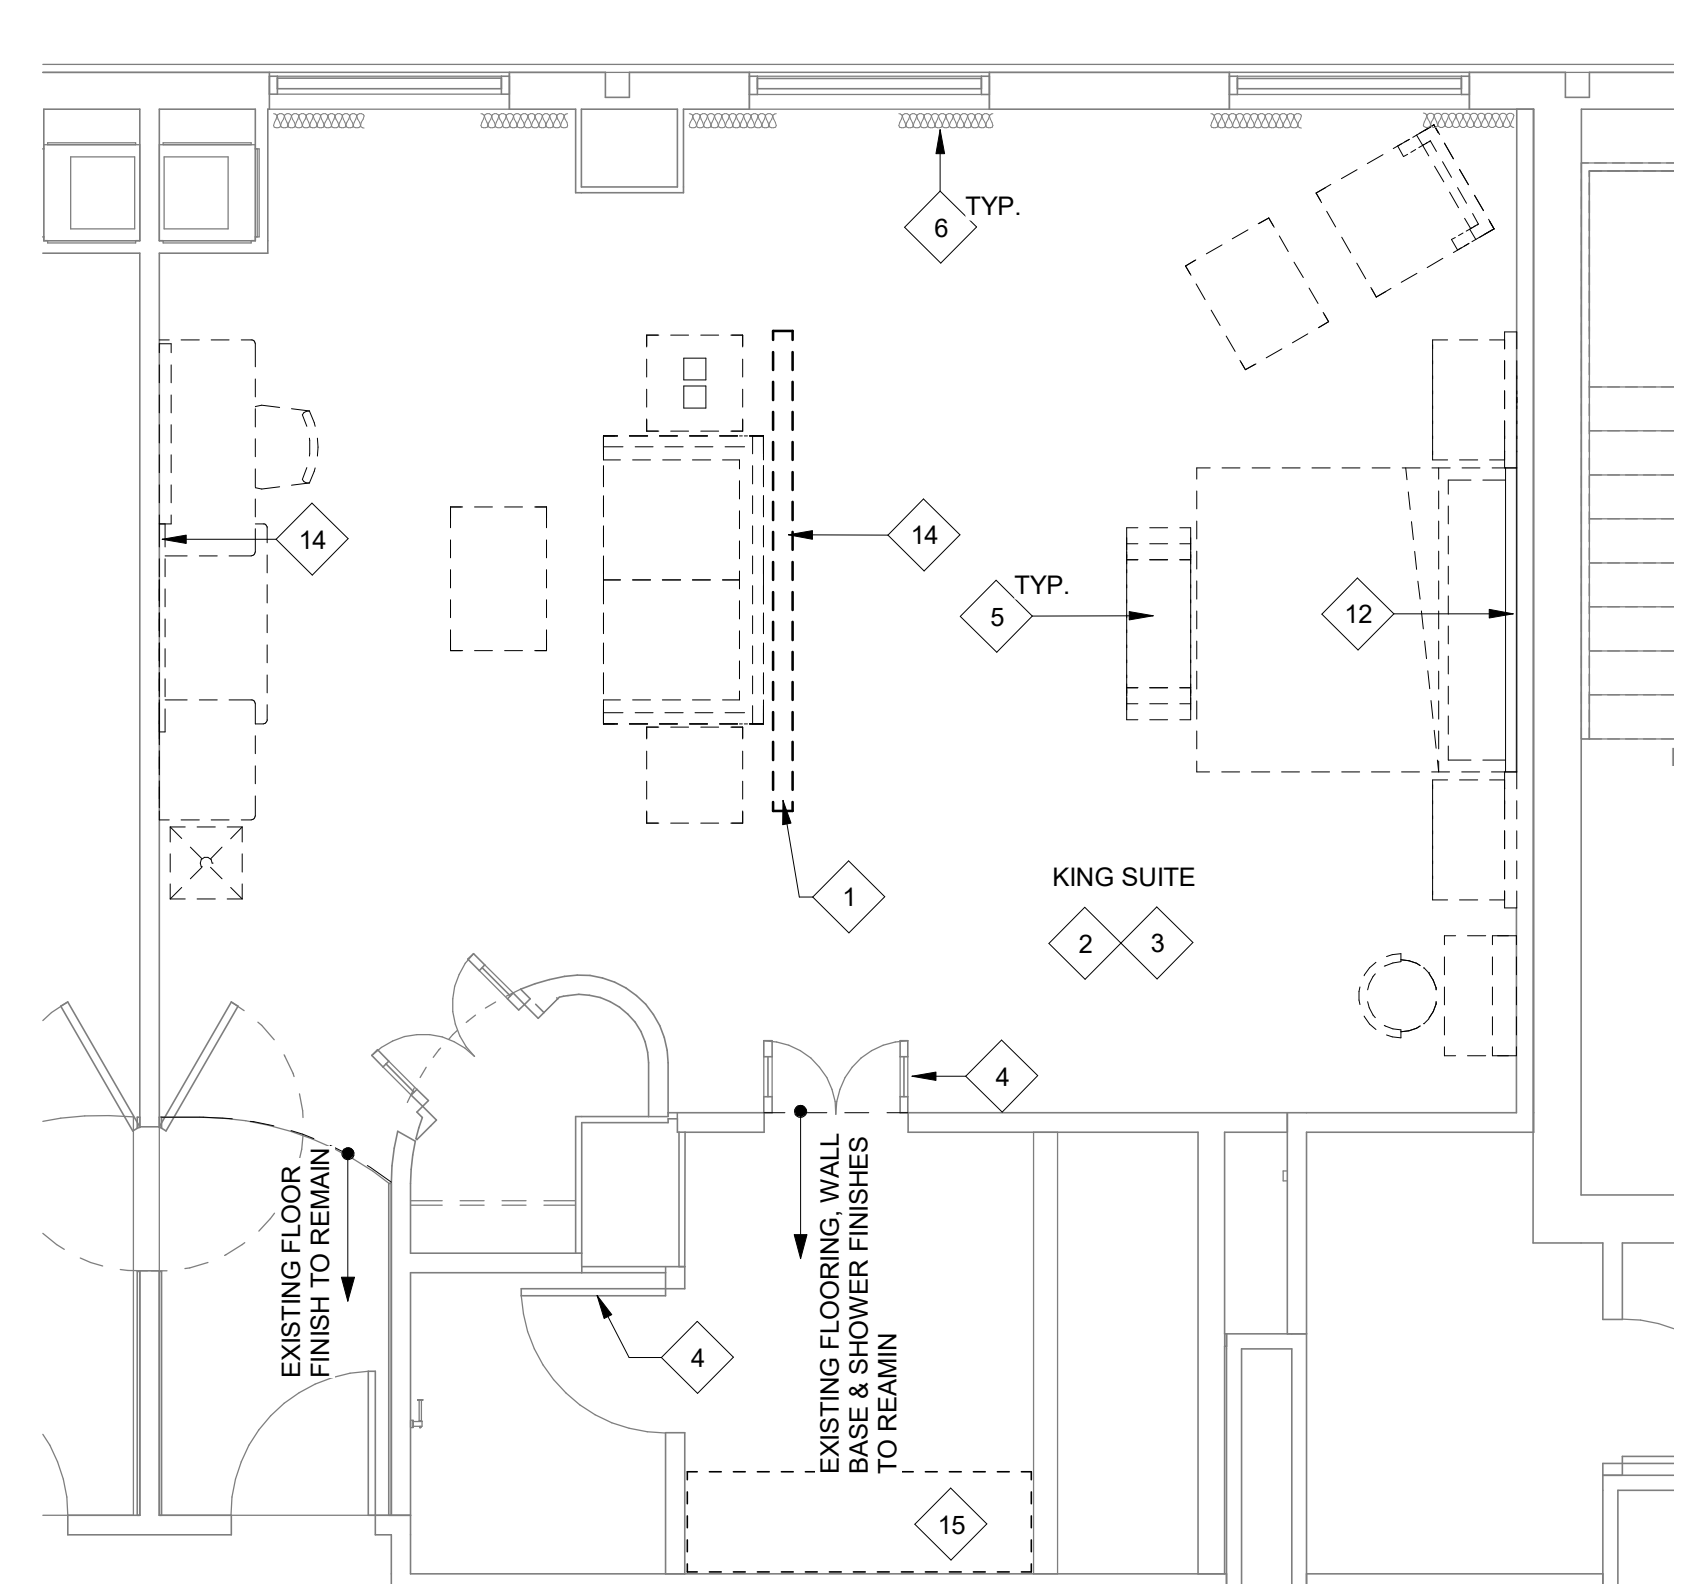 TYP.
6
14
14
TYP.
5
12
1
KING SUITE
2
3
4
EXISTING FLOOR
FINISH TO REMAIN
EXISTING FLOORING, WALL
BASE & SHOWER FINISHES
TO REAMIN
4
15